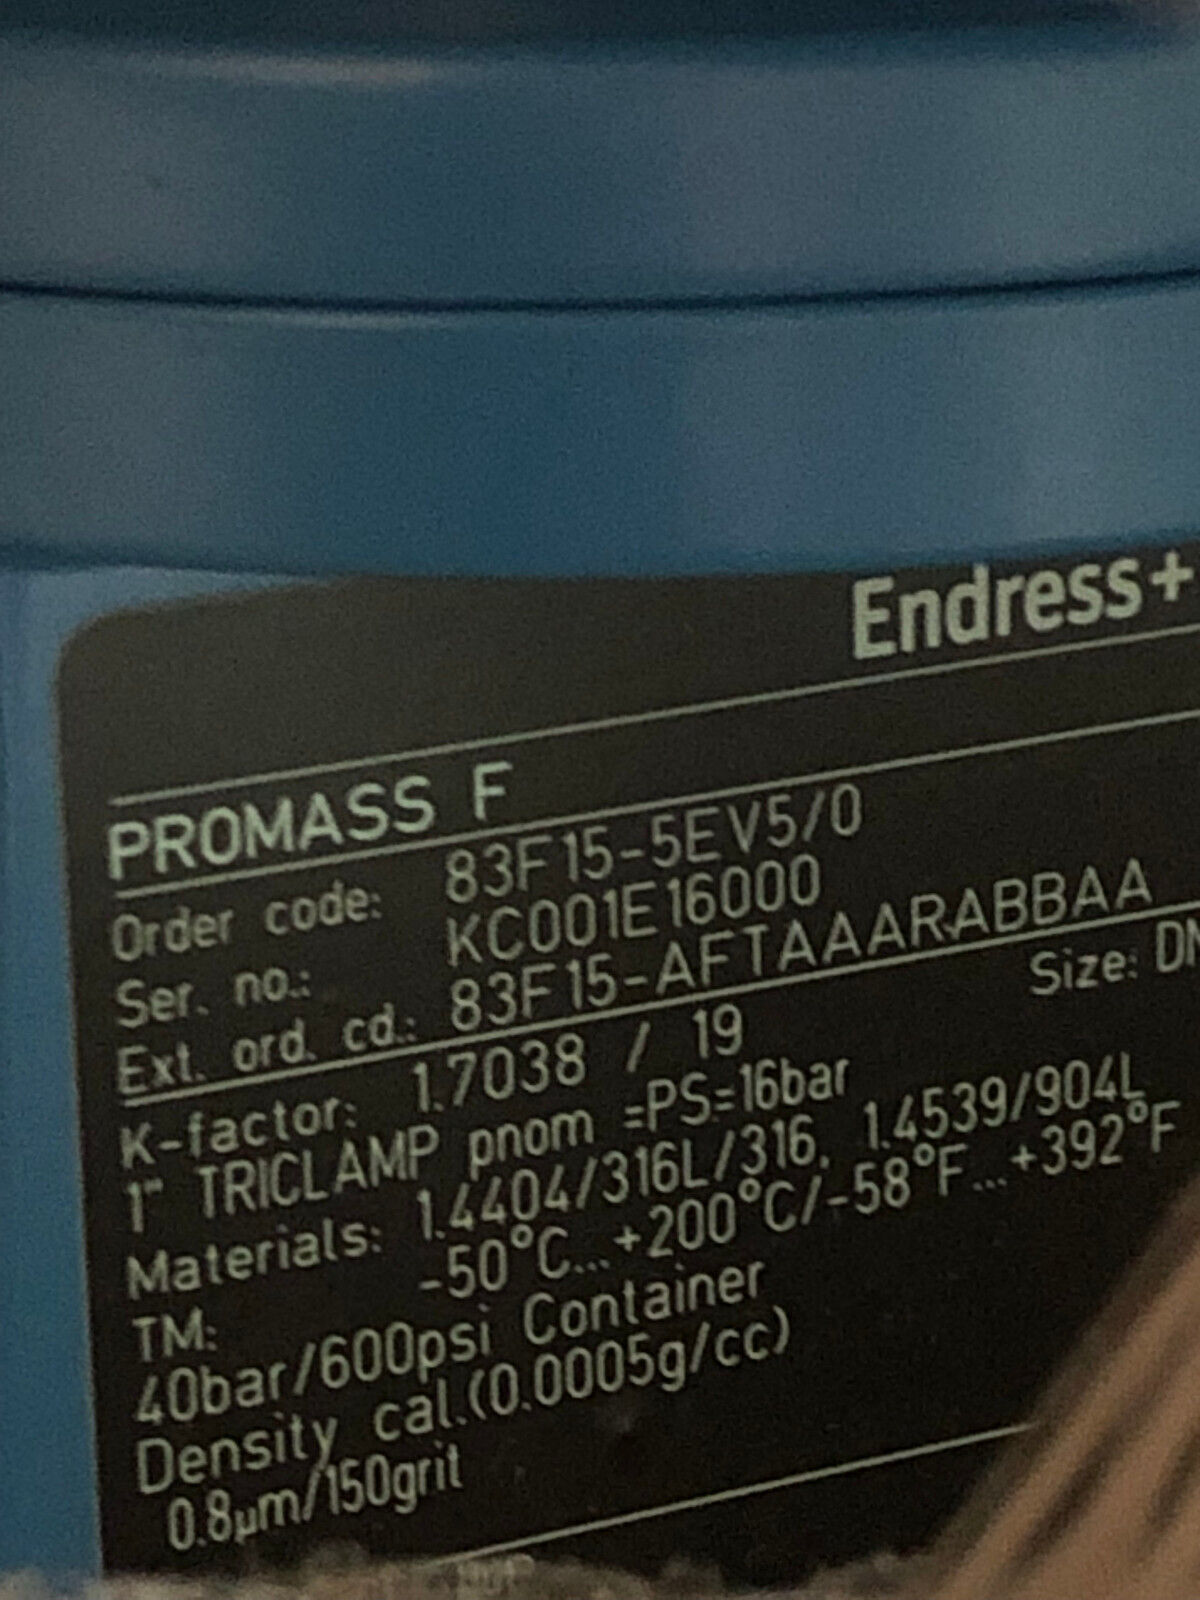 Endress+
PROMASS F
Order code: 83F15-5EV5/0
Ser. no.: KC001E16000
Ext. ord. cd.: 83F15-AFTAAARABBAA
K-factor: 1.7038 / 19 Size: DN
1" TRICLAMP pnom =PS=16bar
Materials: 1.4404/316L/316, 1.4539/904L
TM: -50°C...+200°C/-58°F...+392°F
40bar/600psi Container
Density cal.(0.0005g/cc)
0.8µm/150grit